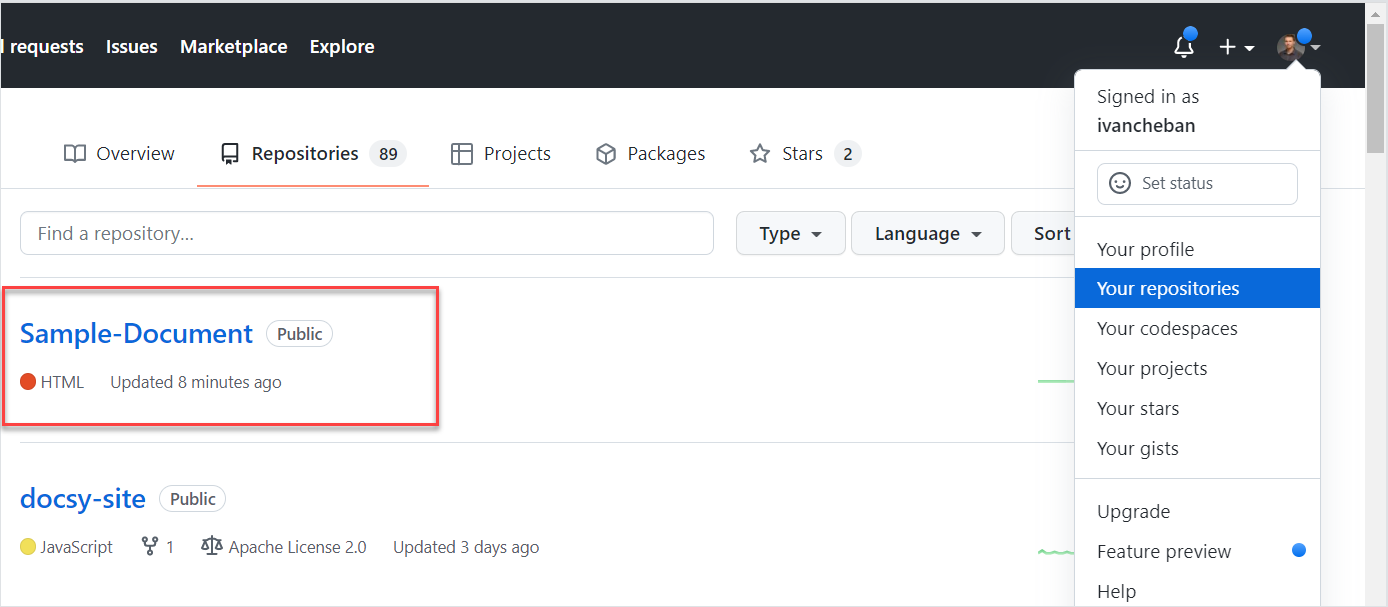 requests Issues Marketplace Explore
Signed in as
ivancheban
Overview Repositories 89 Projects Packages Stars 2
Set status
Find a repository... Type Language Sort
Your profile
Your repositories
Your codespaces
Your projects
Your stars
Your gists
Upgrade
Feature preview
Help
Sample-Document Public
HTML Updated 8 minutes ago
docsy-site Public
JavaScript 1 Apache License 2.0 Updated 3 days ago